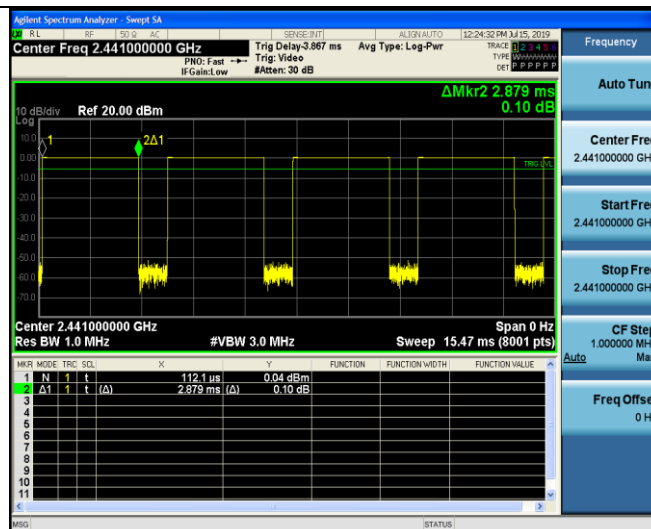 Agilent Spectrum Analyzer - Swept SA
RL RF 50 Ω AC SENSE:INT ALIGN AUTO 12:24:32 PM Jul 15, 2019
Center Freq 2.441000000 GHz
PNO: Fast
IFGain:Low
Trig Delay-3.867 ms
Trig: Video
#Atten: 30 dB
Avg Type: Log-Pwr
TRACE 1 2 3 4 5 6
TYPE
DET P P P P P P
ΔMkr2 2.879 ms
0.10 dB
10 dB/div Ref 20.00 dBm
Log
10.0
0.00
-10.0
-20.0
-30.0
-40.0
-50.0
-60.0
-70.0
1
2Δ1
TRIG LVL
Center 2.441000000 GHz Span 0 Hz
Res BW 1.0 MHz #VBW 3.0 MHz Sweep 15.47 ms (8001 pts)
MKR MODE TRC SCL X Y FUNCTION FUNCTION WIDTH FUNCTION VALUE
1 N 1 t 112.1 µs 0.04 dBm
2 Δ1 1 t (Δ) 2.879 ms (Δ) 0.10 dB
3
4
5
6
7
8
9
10
11
MSG STATUS
Frequency
Auto Tun
Center Fre
2.441000000 GH
Start Fre
2.441000000 GH
Stop Fre
2.441000000 GH
CF Step
1.000000 MH
Auto Ma
Freq Offse
0 H